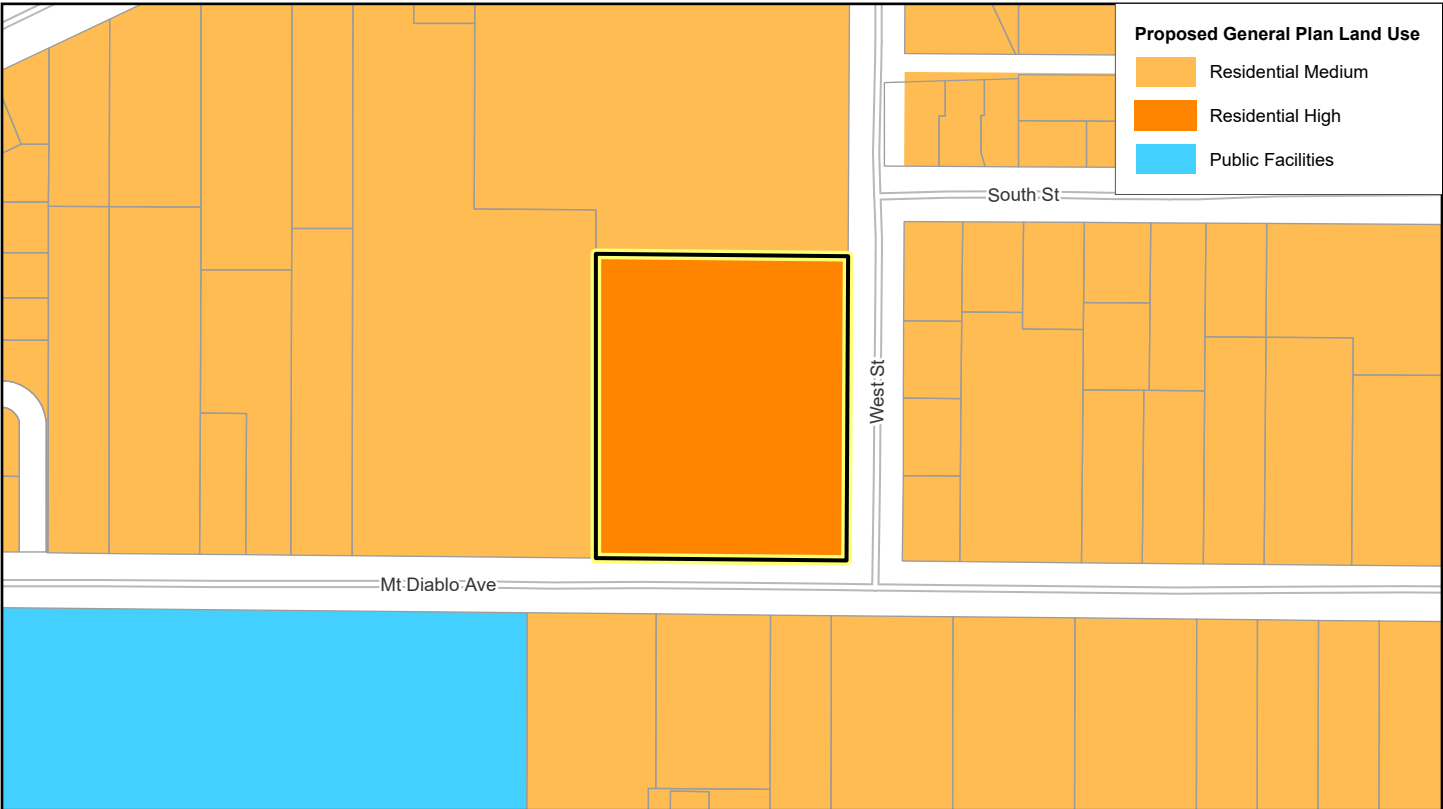 Proposed General Plan Land Use
Residential Medium
Residential High
Public Facilities
South St
West St
Mt Diablo Ave